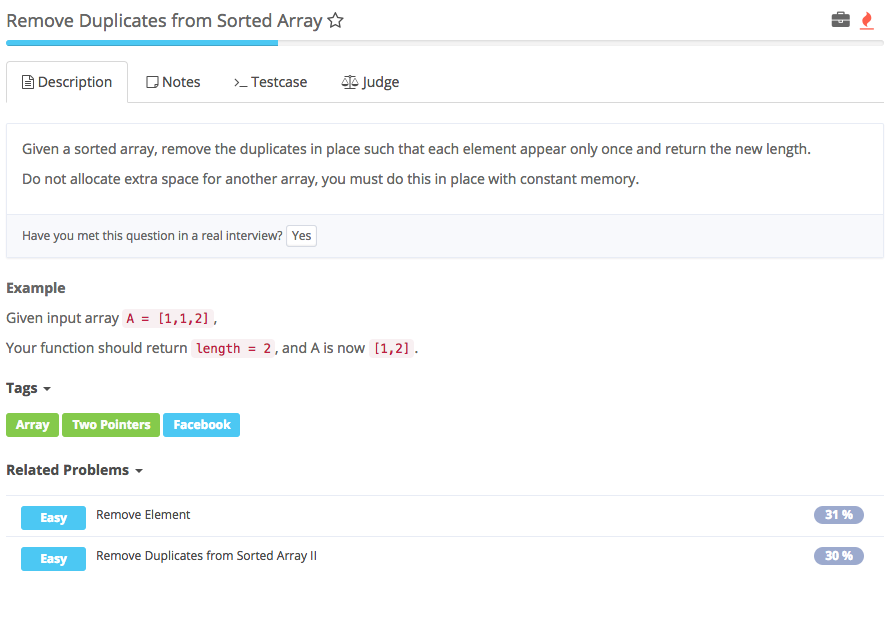 Remove Duplicates from Sorted Array
Description Notes >_ Testcase Judge
Given a sorted array, remove the duplicates in place such that each element appear only once and return the new length.
Do not allocate extra space for another array, you must do this in place with constant memory.
Have you met this question in a real interview? Yes
Example
Given input array A = [1,1,2],
Your function should return length = 2, and A is now [1,2].
Tags
Array Two Pointers Facebook
Related Problems
Easy Remove Element 31 %
Easy Remove Duplicates from Sorted Array II 30 %